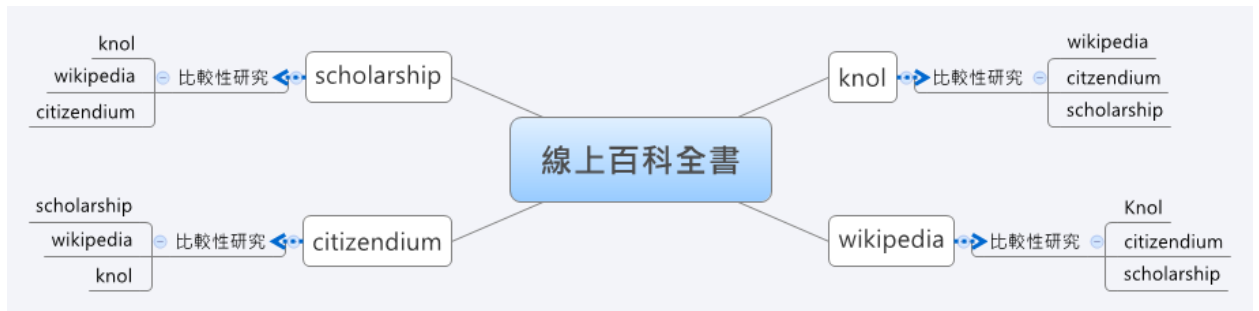 線上百科全書
scholarship
比較性研究
knol
wikipedia
citizendium
knol
比較性研究
wikipedia
citzendium
scholarship
citizendium
比較性研究
scholarship
wikipedia
knol
wikipedia
比較性研究
Knol
citizendium
scholarship